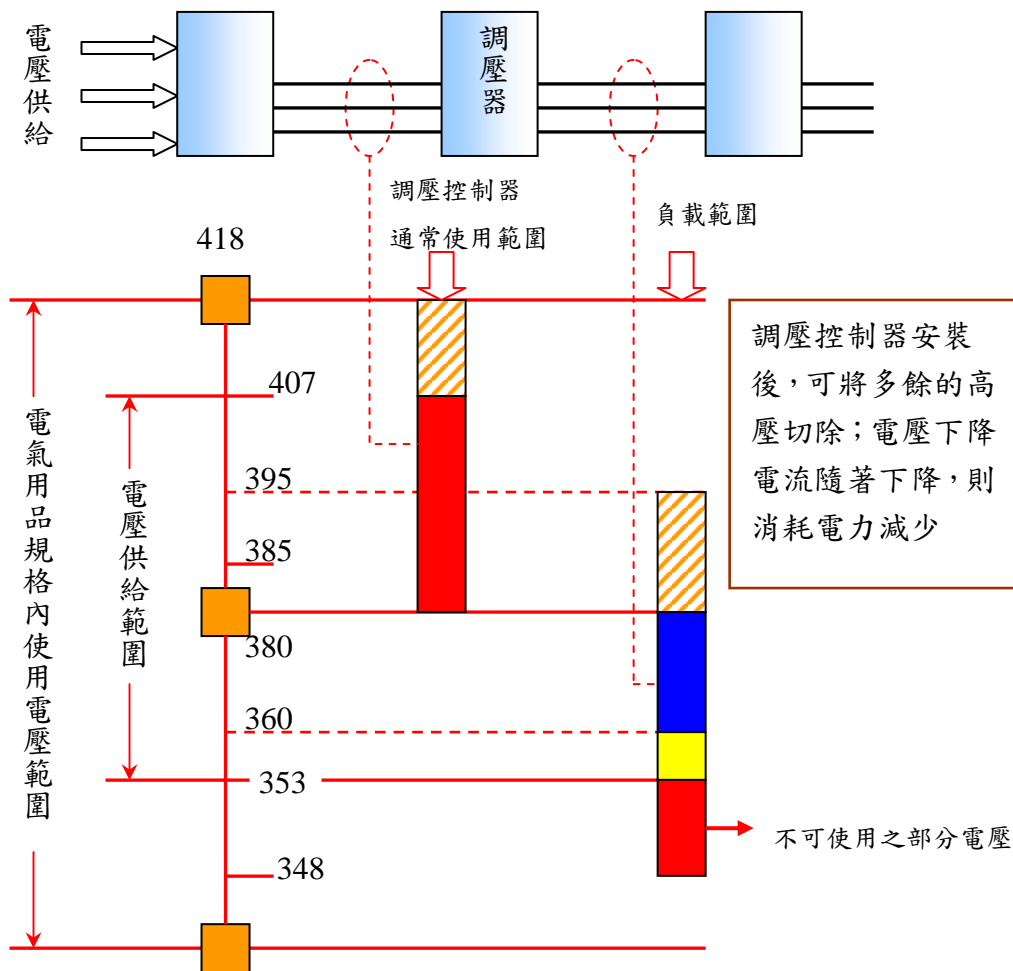 電壓供給
調壓器
調壓控制器
通常使用範圍
負載範圍
418
407
395
385
380
360
353
348
電氣用品規格內使用電壓範圍
電壓供給範圍
調壓控制器安裝
後，可將多餘的高
壓切除；電壓下降
電流隨著下降，則
消耗電力減少
不可使用之部分電壓